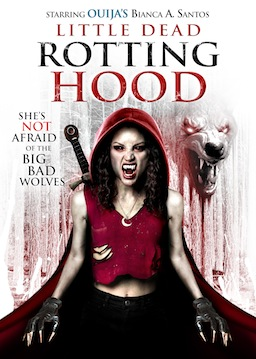 STARRING OUIJA'S BIANCA A. SANTOS
LITTLE DEAD
ROTTING
HOOD
SHE'S
NOT
AFRAID
OF THE
BIG
BAD
WOLVES